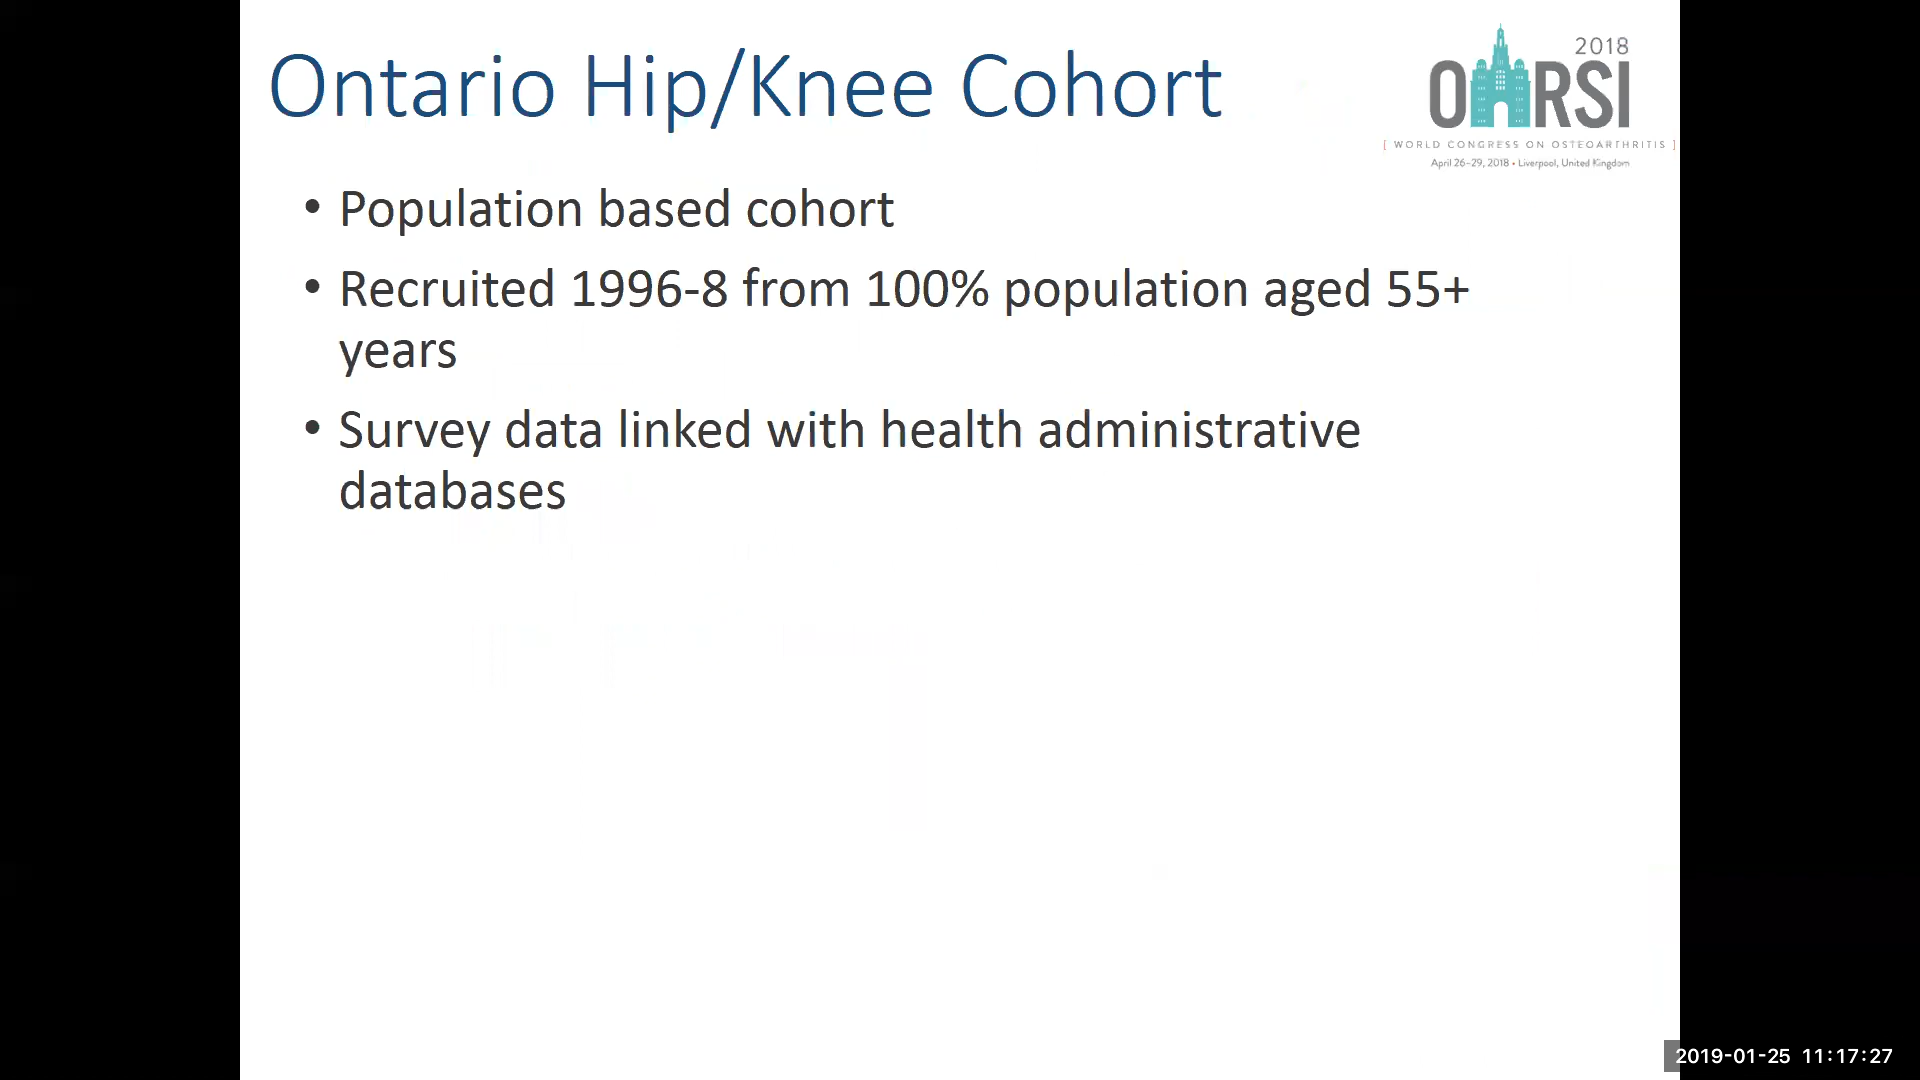 Ontario Hip/Knee Cohort
2018
OARSI
[ WORLD CONGRESS ON OSTEOARTHRITIS ]
April 26–29, 2018 • Liverpool, United Kingdom
• Population based cohort
• Recruited 1996-8 from 100% population aged 55+
years
• Survey data linked with health administrative
databases
2019-01-25 11:17:27